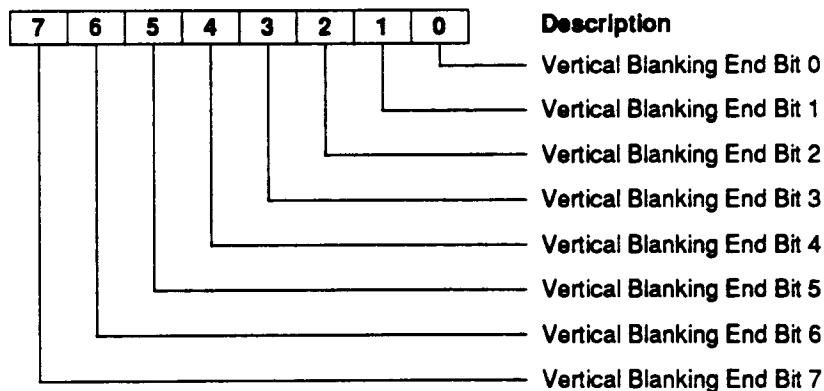 7 6 5 4 3 2 1 0 Description
Vertical Blanking End Bit 0
Vertical Blanking End Bit 1
Vertical Blanking End Bit 2
Vertical Blanking End Bit 3
Vertical Blanking End Bit 4
Vertical Blanking End Bit 5
Vertical Blanking End Bit 6
Vertical Blanking End Bit 7